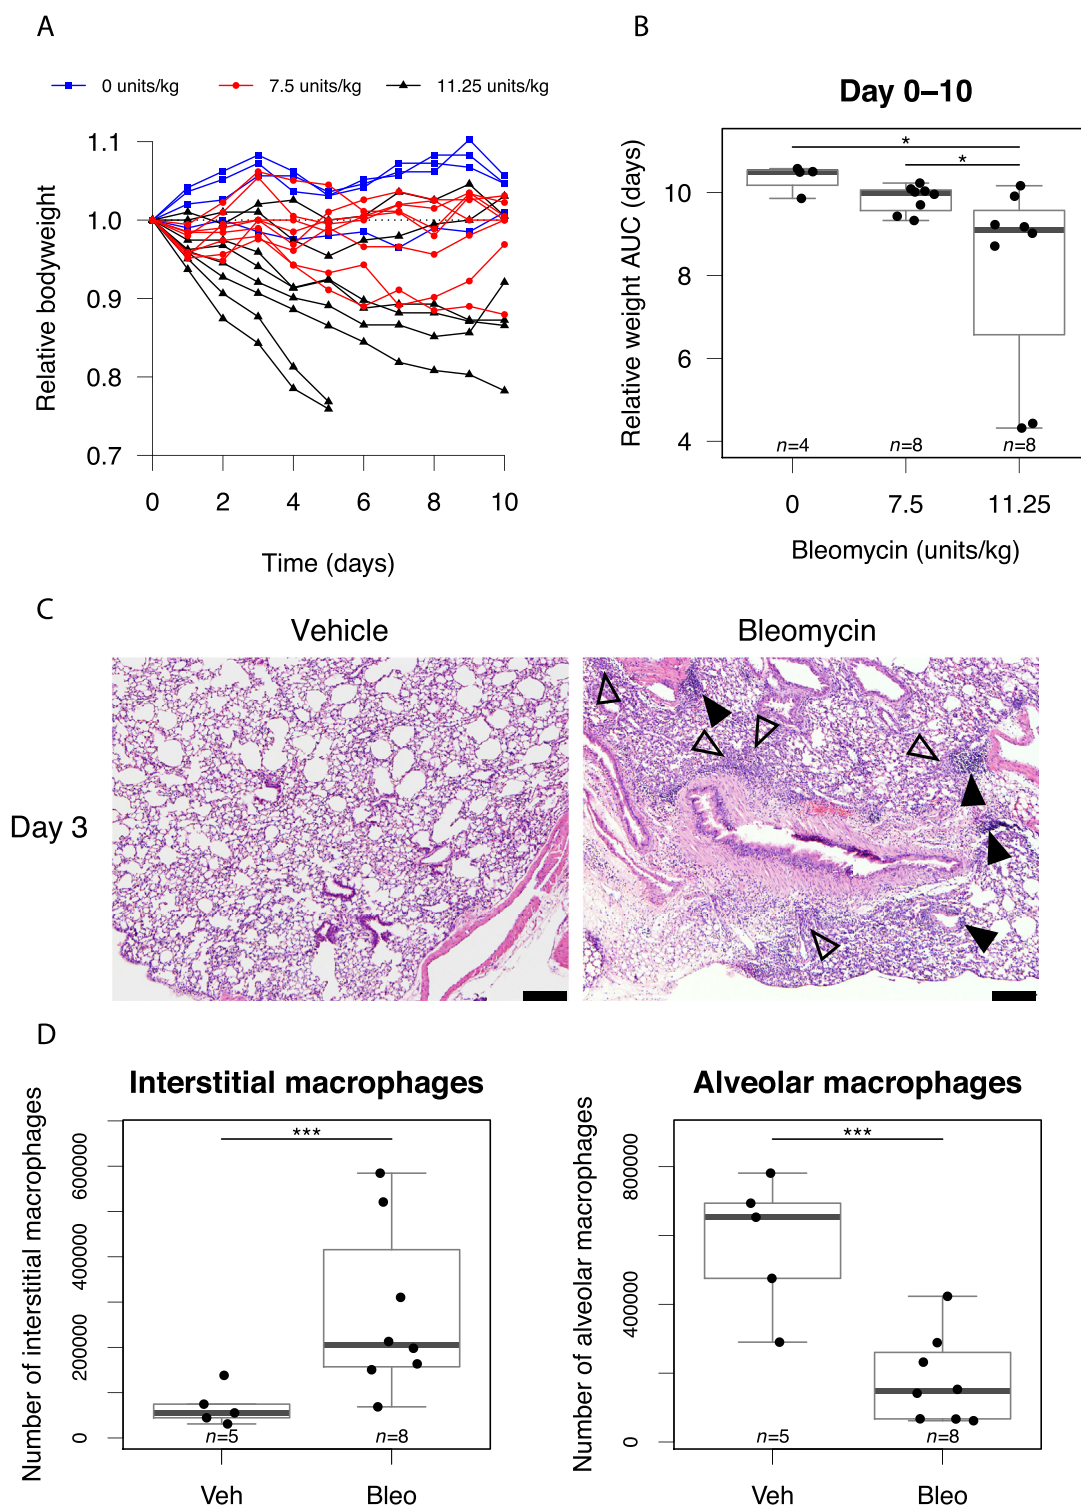 A
0 units/kg 7.5 units/kg 11.25 units/kg
Relative bodyweight
1.1
1.0
0.9
0.8
0.7
0 2 4 6 8 10
Time (days)
B
Day 0–10
Relative weight AUC (days)
* 
*
10
8
6
4
n=4 n=8 n=8
0 7.5 11.25
Bleomycin (units/kg)
C
Vehicle Bleomycin
Day 3
D
Interstitial macrophages
Number of interstitial macrophages
600000
400000
200000
0
***
n=5 n=8
Veh Bleo
Alveolar macrophages
Number of alveolar macrophages
800000
400000
0
***
n=5 n=8
Veh Bleo